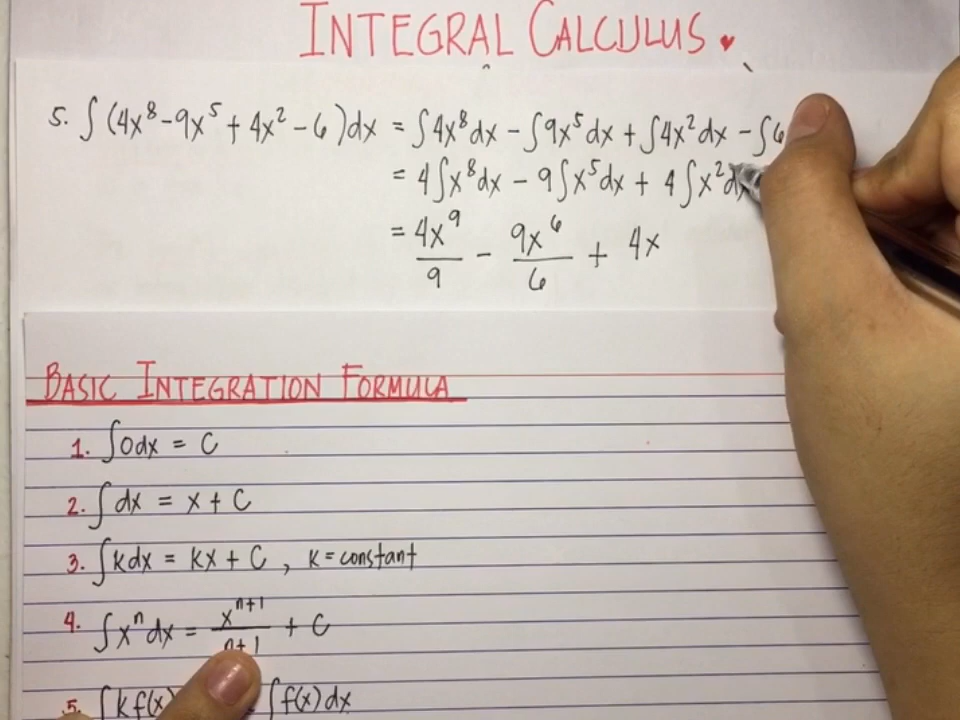 INTEGRAL CALCULUS.
5. ∫(4x⁸ - 9x⁵ + 4x² - 6)dx = ∫4x⁸dx - ∫9x⁵dx + ∫4x²dx - ∫6
= 4∫x⁸dx - 9∫x⁵dx + 4∫x²dx
= 4x⁹/9 - 9x⁶/6 + 4x
BASIC INTEGRATION FORMULA
1. ∫0dx = C
2. ∫dx = x + C
3. ∫kdx = kx + C, k = constant
4. ∫xⁿdx = xⁿ⁺¹/n+1 + C
5. ∫kf(x) ∫f(x)dx